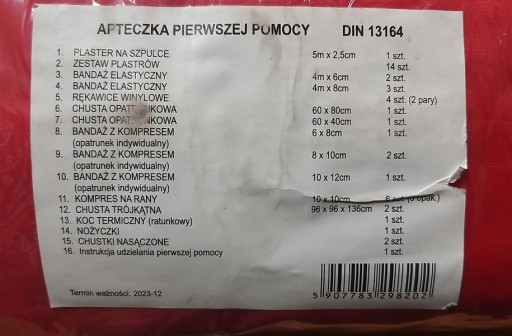 APTECZKA PIERWSZEJ POMOCY DIN 13164
1. PLASTER NA SZPULCE 5m x 2,5cm 1 szt.
2. ZESTAW PLASTRÓW 14 szt.
3. BANDAŻ ELASTYCZNY 4m x 6cm 2 szt.
4. BANDAŻ ELASTYCZNY 4m x 8cm 3 szt.
5. RĘKAWICE WINYLOWE 4 szt. (2 pary)
6. CHUSTA 60 x 80cm 1 szt.
7. CHUSTA 60 x 40cm 1 szt.
8. BANDAŻ Z KOMPRESEM 6 x 8cm 1 szt.
(opatrunek indywidualny)
9. BANDAŻ Z KOMPRESEM 8 x 10cm 2 szt.
(opatrunek indywidualny)
10. BANDAŻ Z KOMPRESEM 10 x 12cm 1 szt.
(opatrunek indywidualny)
11. KOMPRES NA RANY 10 x 10cm 6 szt.
12. CHUSTA TRÓJKĄTNA 96 x 96 x 136cm 2 szt.
13. KOC TERMICZNY (ratunkowy) 1 szt.
14. NOŻYCZKI 1 szt.
15. CHUSTKI NASĄCZONE 2 szt.
16. Instrukcja udzielania pierwszej pomocy 1 szt.
Termin ważności: 2023-12
5 907783 298202